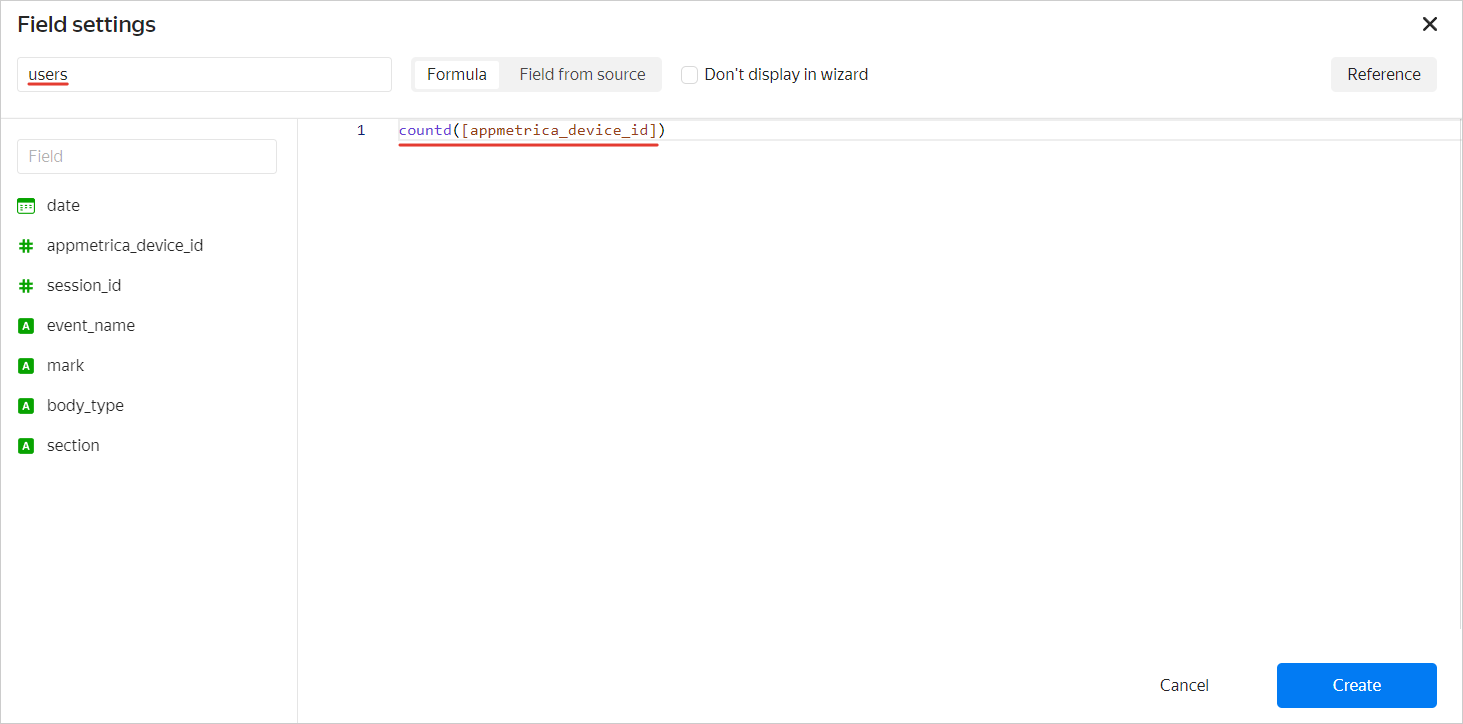 Field settings
users
Formula
Field from source
Don't display in wizard
Reference
Field
date
appmetrica_device_id
session_id
A event_name
A mark
A body_type
A section
1 countd([appmetrica_device_id])
Cancel
Create